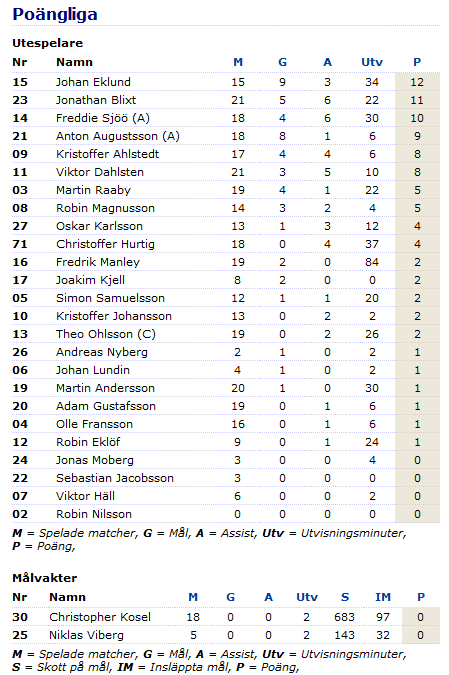 Poängliga
Utespelare
Nr Namn M G A Utv P
15 Johan Eklund 15 9 3 34 12
23 Jonathan Blixt 21 5 6 22 11
14 Freddie Sjöö (A) 18 4 6 30 10
21 Anton Augustsson (A) 18 8 1 6 9
09 Kristoffer Ahlstedt 17 4 4 6 8
11 Viktor Dahlsten 21 3 5 10 8
03 Martin Raaby 19 4 1 22 5
08 Robin Magnusson 14 3 2 4 5
27 Oskar Karlsson 13 1 3 12 4
71 Christoffer Hurtig 18 0 4 37 4
16 Fredrik Manley 19 2 0 84 2
17 Joakim Kjell 8 2 0 0 2
05 Simon Samuelsson 12 1 1 20 2
10 Kristoffer Johansson 13 0 2 2 2
13 Theo Ohlsson (C) 19 0 2 26 2
26 Andreas Nyberg 2 1 0 2 1
06 Johan Lundin 4 1 0 2 1
19 Martin Andersson 20 1 0 30 1
20 Adam Gustafsson 19 0 1 6 1
04 Olle Fransson 16 0 1 6 1
12 Robin Eklöf 9 0 1 24 1
24 Jonas Moberg 3 0 0 4 0
22 Sebastian Jacobsson 3 0 0 0 0
07 Viktor Häll 6 0 0 2 0
02 Robin Nilsson 0 0 0 0 0
M = Spelade matcher, G = Mål, A = Assist, Utv = Utvisningsminuter,
P = Poäng,
Målvakter
Nr Namn M G A Utv S IM P
30 Christopher Kosel 18 0 0 2 683 97 0
25 Niklas Viberg 5 0 0 2 143 32 0
M = Spelade matcher, G = Mål, A = Assist, Utv = Utvisningsminuter,
S = Skott på mål, IM = Insläppta mål, P = Poäng,